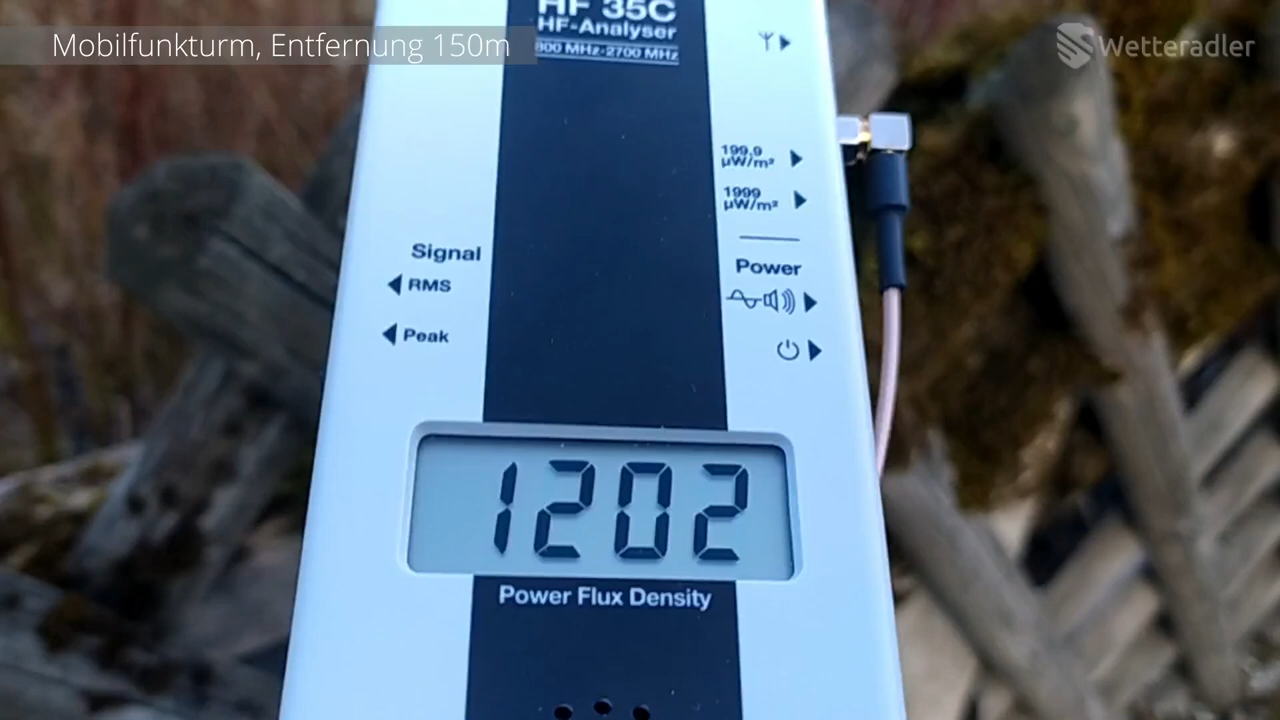 HF 35C
HF-Analyser
800 MHz-2700 MHz
Mobilfunkturm, Entfernung 150m
Wetteradler
199.9
µW/m²
1999
µW/m²
Signal
RMS
Peak
Power
1202
Power Flux Density